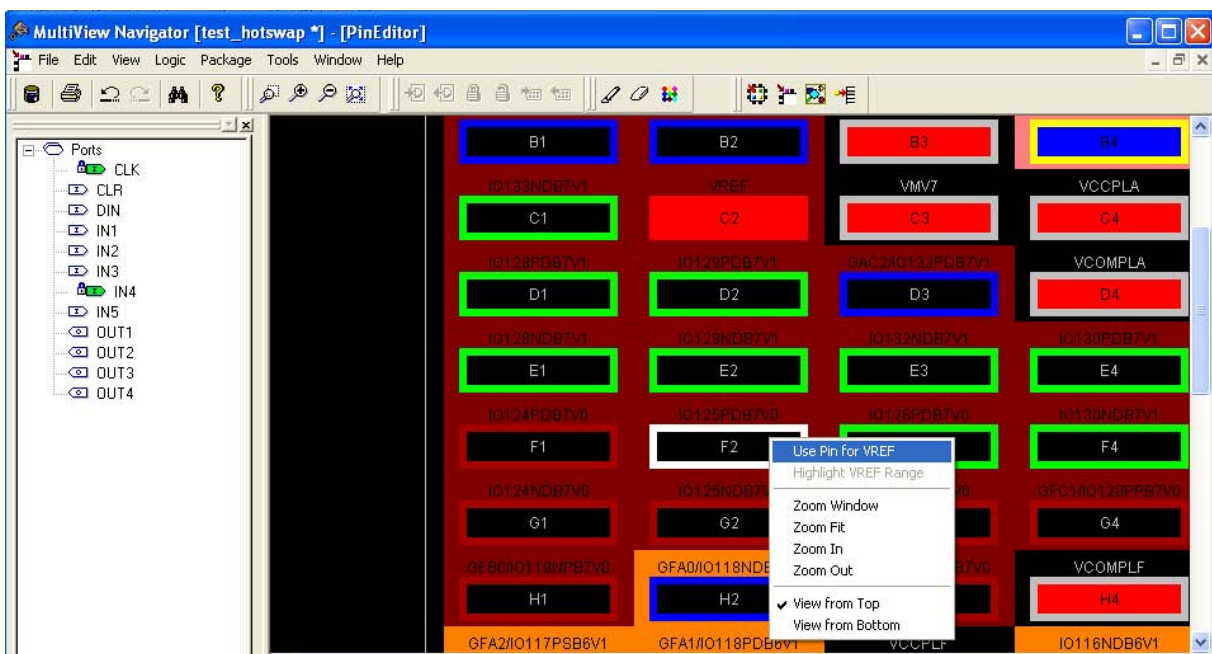 MultiView Navigator [test_hotswap *] - [PinEditor]
File Edit View Logic Package Tools Window Help
Ports
CLK
CLR
DIN
IN1
IN2
IN3
IN4
IN5
OUT1
OUT2
OUT3
OUT4
B1 B2 B3 B4
IO133NDB7V1 VREF VMV7 VCCPLA
C1 C2 C3 C4
IO128PDB7V1 IO129PDB7V1 GAC2/IO132PDB7V1 VCOMPLA
D1 D2 D3 D4
IO128NDB7V1 IO129NDB7V1 IO132NDB7V1 IO130PDB7V1
E1 E2 E3 E4
IO124PDB7V0 IO125PDB7V0 IO126PDB7V0 IO130NDB7V1
F1 F2 F4
Use Pin for VREF
Highlight VREF Range
Zoom Window
Zoom Fit
Zoom In
Zoom Out
View from Top
View from Bottom
IO124NDB7V0 GFC1/IO120PPB7V0
G1 G2 G4
GFB0/IO119NPB7V0 VCOMPLF
H1 H2 H4
GFA2/IO117PSB6V1 GFA1/IO118PDB6V1 VCCPLF IO116NDB6V1